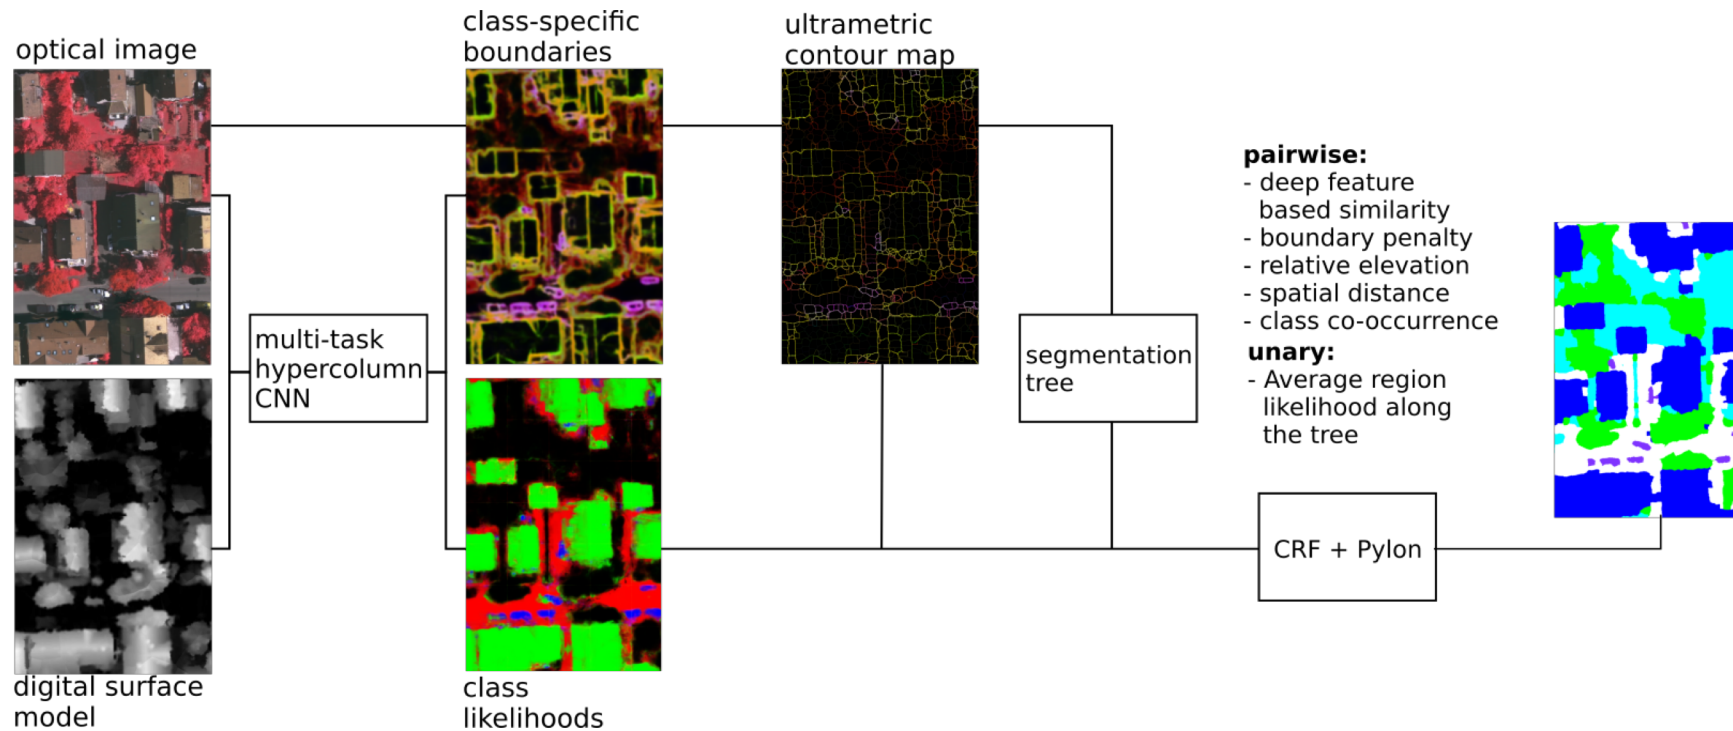 optical image
class-specific
boundaries
ultrametric
contour map
multi-task
hypercolumn
CNN
digital surface
model
class
likelihoods
segmentation
tree
pairwise:
- deep feature
based similarity
- boundary penalty
- relative elevation
- spatial distance
- class co-occurrence
unary:
- Average region
likelihood along
the tree
CRF + Pylon